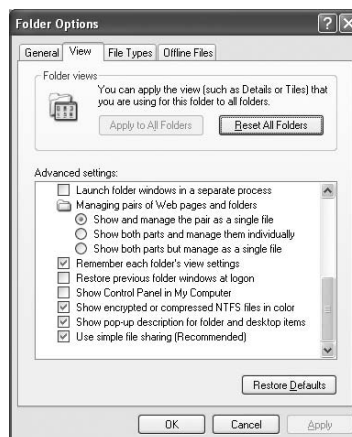 Folder Options
General View File Types Offline Files
Folder views
You can apply the view (such as Details or Tiles) that
you are using for this folder to all folders.
Apply to All Folders Reset All Folders
Advanced settings:
Launch folder windows in a separate process
Managing pairs of Web pages and folders
Show and manage the pair as a single file
Show both parts and manage them individually
Show both parts but manage as a single file
Remember each folder's view settings
Restore previous folder windows at logon
Show Control Panel in My Computer
Show encrypted or compressed NTFS files in color
Show pop-up description for folder and desktop items
Use simple file sharing (Recommended)
Restore Defaults
OK Cancel Apply